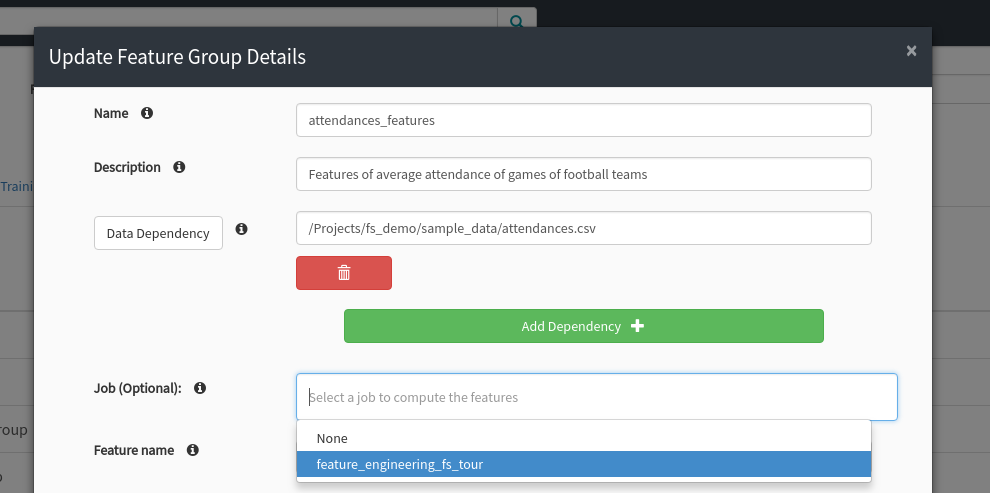 Update Feature Group Details
×
Name
attendances_features
Description
Features of average attendance of games of football teams
Traini
Data Dependency
/Projects/fs_demo/sample_data/attendances.csv
Add Dependency
Job (Optional):
Select a job to compute the features
None
roup
Feature name
feature_engineering_fs_tour